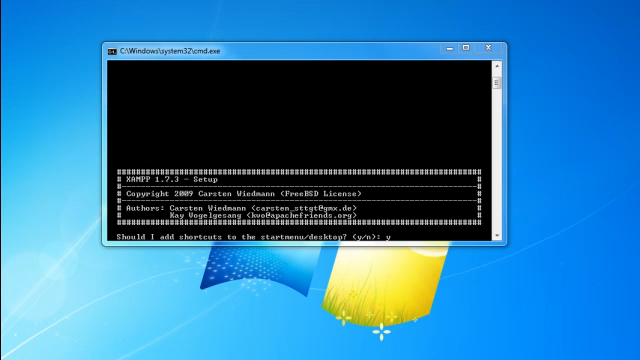 C:\Windows\system32\cmd.exe
# XAMPP 1.7.3 - Setup #
# Copyright 2009 Carsten Wiedmann (FreeBSD License) #
# Authors: Carsten Wiedmann <carsten_sttgt@gmx.de> #
# Kay Vogelgesang <kvo@apachefriends.org> #
Should I add shortcuts to the startmenu/desktop? (y/n): y